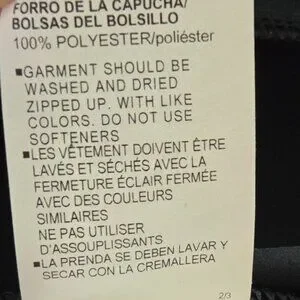 FORRO DE LA CAPUCHA/
BOLSAS DEL BOLSILLO
100% POLYESTER/poliéster
▪GARMENT SHOULD BE
WASHED AND DRIED
ZIPPED UP. WITH LIKE
COLORS. DO NOT USE
SOFTENERS
▪LES VÊTEMENT DOIVENT ÊTRE
LAVÉS ET SÉCHÉS AVEC LA
FERMETURE ÉCLAIR FERMÉE
AVEC DES COULEURS
SIMILAIRES
NE PAS UTILISER
D'ASSOUPLISSANTS
▪LA PRENDA SE DEBEN LAVAR Y
SECAR CON LA CREMALLERA
2/3